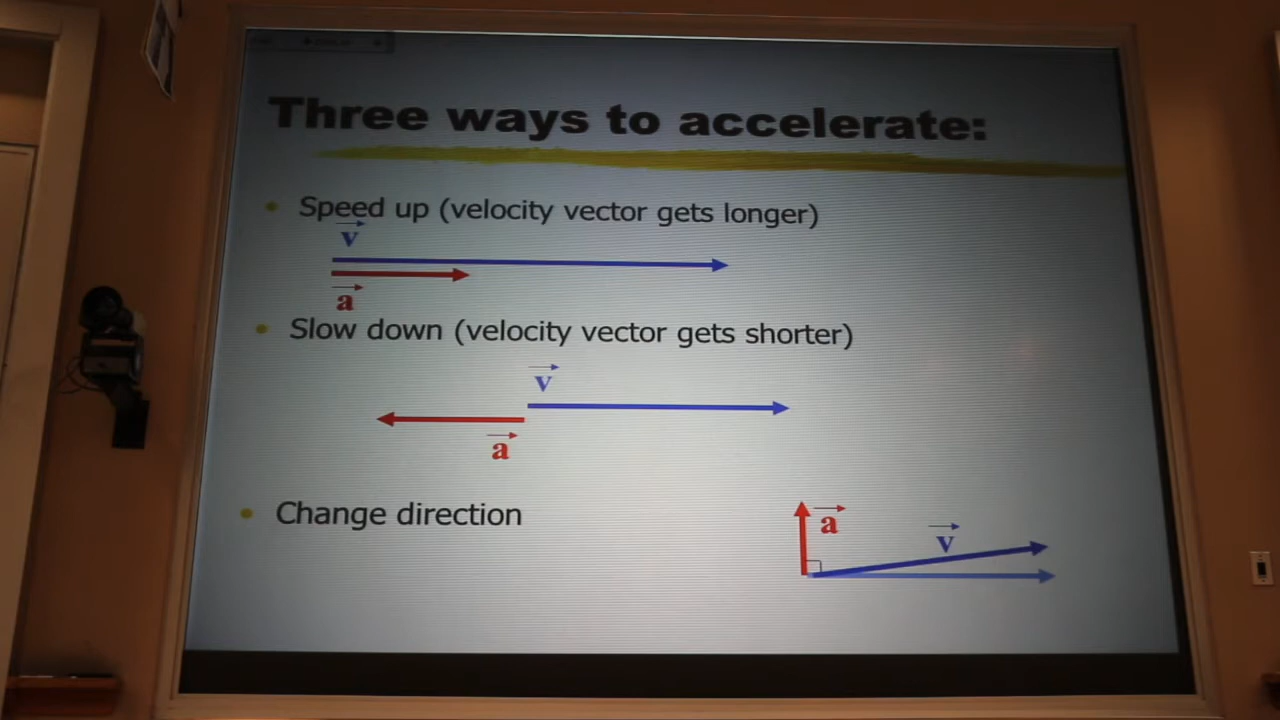 Three ways to accelerate:
• Speed up (velocity vector gets longer)
v
a
• Slow down (velocity vector gets shorter)
v
a
• Change direction
a
v